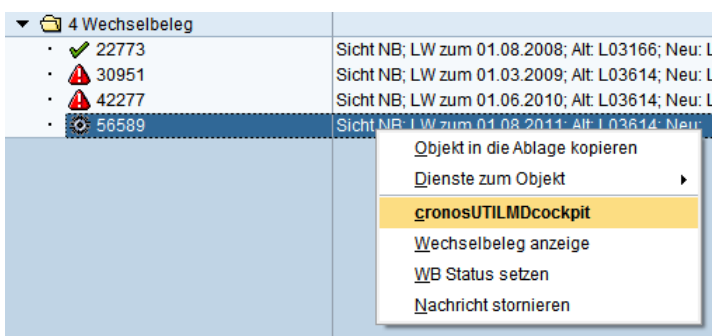 4 Wechselbeleg
22773 Sicht NB; LW zum 01.08.2008; Alt: L03166; Neu: L
30951 Sicht NB; LW zum 01.03.2009; Alt: L03614; Neu: L
42277 Sicht NB; LW zum 01.06.2010; Alt: L03614; Neu: L
56589 Sicht NB; LW zum 01.08.2011; Alt: L03614; Neu:
Objekt in die Ablage kopieren
Dienste zum Objekt
cronosUTILMDcockpit
Wechselbeleg anzeige
WB Status setzen
Nachricht stornieren